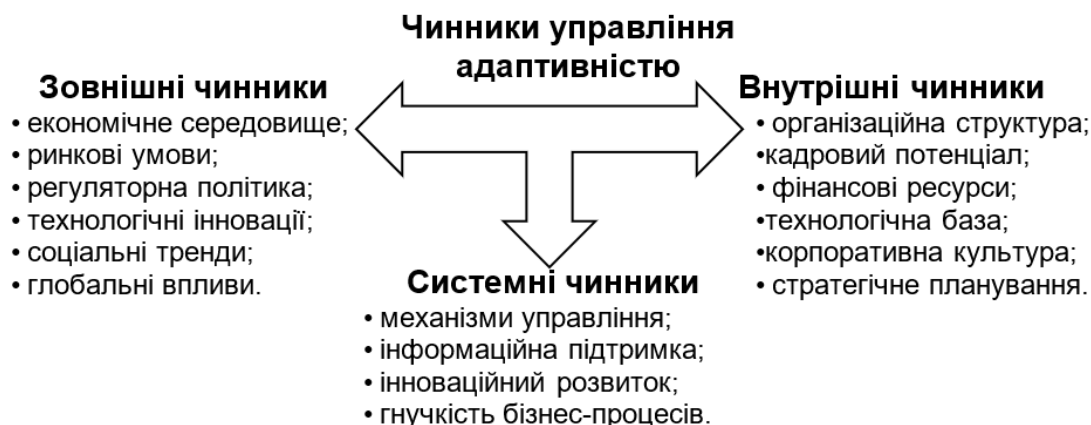 Чинники управління
адаптивністю
Зовнішні чинники
• економічне середовище;
• ринкові умови;
• регуляторна політика;
• технологічні інновації;
• соціальні тренди;
• глобальні впливи.
Внутрішні чинники
• організаційна структура;
•кадровий потенціал;
• фінансові ресурси;
•технологічна база;
•корпоративна культура;
• стратегічне планування.
Системні чинники
• механізми управління;
• інформаційна підтримка;
• інноваційний розвиток;
• гнучкість бізнес-процесів.